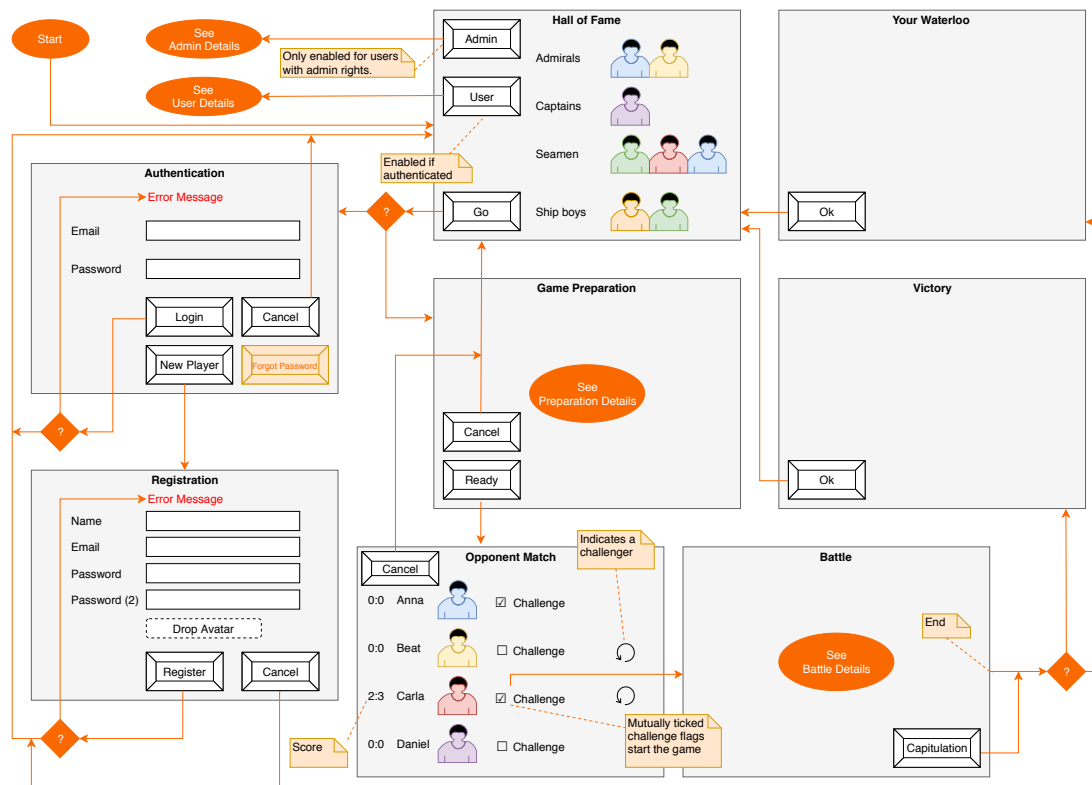 Start
See
Admin Details
Only enabled for users
with admin rights.
See
User Details
Hall of Fame
Admin
Admirals
User
Captains
Seamen
Enabled if
authenticated
Go
Ship boys
?
Your Waterloo
Ok
Authentication
Error Message
Email
Password
Login
Cancel
New Player
Forgot Password
?
Game Preparation
See
Preparation Details
Cancel
Ready
Victory
Ok
Registration
Error Message
Name
Email
Password
Password (2)
Drop Avatar
Register
Cancel
?
Opponent Match
Cancel
Indicates a
challenger
0:0 Anna ☑ Challenge
0:0 Beat ☐ Challenge
2:3 Carla ☑ Challenge
0:0 Daniel ☐ Challenge
Score
Mutually ticked
challenge flags
start the game
Battle
See
Battle Details
End
?
Capitulation